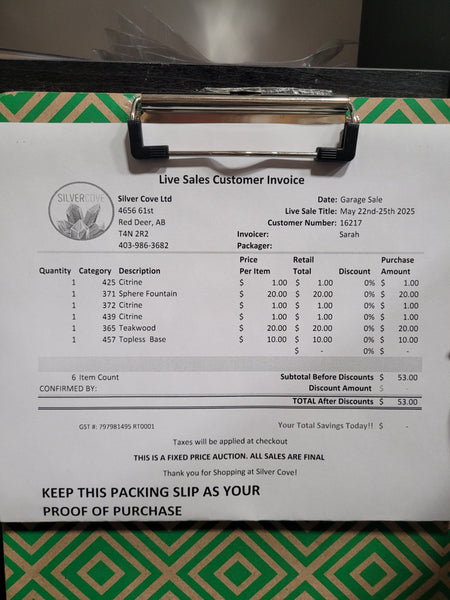 Live Sales Customer Invoice
SILVERCOVE
Silver Cove Ltd
4656 61st
Red Deer, AB
T4N 2R2
403-986-3682
Date: Garage Sale
Live Sale Title: May 22nd-25th 2025
Customer Number: 16217
Invoicer: Sarah
Packager:
Quantity Category Description Price Per Item Retail Total Discount Purchase Amount
1 425 Citrine $ 1.00 $ 1.00 0% $ 1.00
1 371 Sphere Fountain $ 20.00 $ 20.00 0% $ 20.00
1 372 Citrine $ 1.00 $ 1.00 0% $ 1.00
1 439 Citrine $ 1.00 $ 1.00 0% $ 1.00
1 365 Teakwood $ 20.00 $ 20.00 0% $ 20.00
1 457 Topless Base $ 10.00 $ 10.00 0% $ 10.00
$ - 0% $ -
6 Item Count Subtotal Before Discounts $ 53.00
CONFIRMED BY: Discount Amount $ -
TOTAL After Discounts $ 53.00
GST #: 797981495 RT0001 Your Total Savings Today!! $ -
Taxes will be applied at checkout
THIS IS A FIXED PRICE AUCTION. ALL SALES ARE FINAL
Thank you for Shopping at Silver Cove!
KEEP THIS PACKING SLIP AS YOUR
PROOF OF PURCHASE